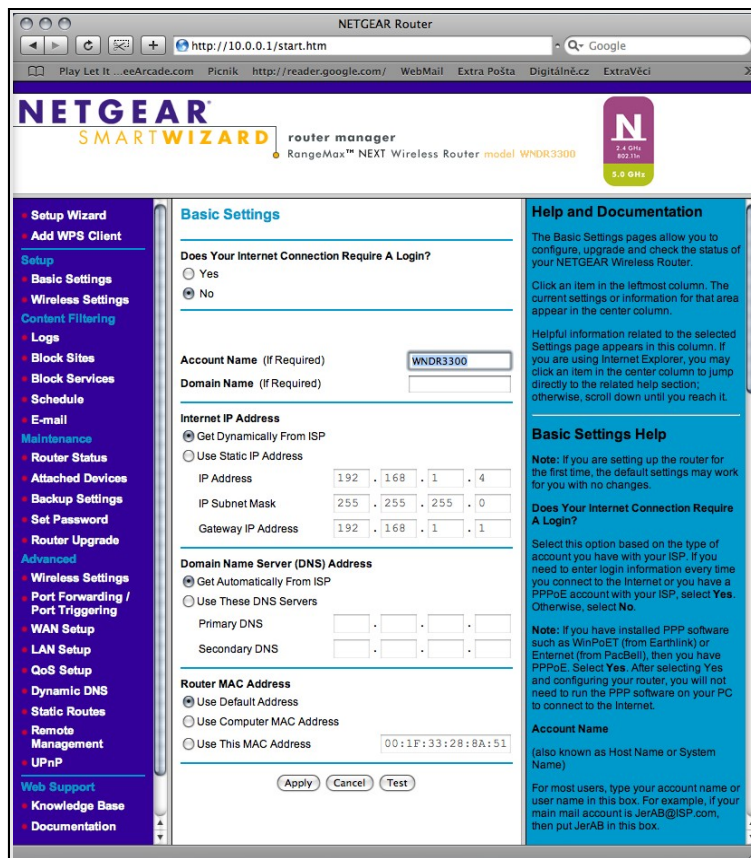 NETGEAR Router
http://10.0.0.1/start.htm
Google
Play Let It ...eeArcade.com Picnik http://reader.google.com/ WebMail Extra Pošta Digitálně.cz ExtraVěci
NETGEAR®
SMARTWIZARD
router manager
RangeMax™ NEXT Wireless Router model WNDR3300
N
2.4 GHz
802.11n
5.0 GHz
Setup Wizard
Add WPS Client
Setup
Basic Settings
Wireless Settings
Content Filtering
Logs
Block Sites
Block Services
Schedule
E-mail
Maintenance
Router Status
Attached Devices
Backup Settings
Set Password
Router Upgrade
Advanced
Wireless Settings
Port Forwarding /
Port Triggering
WAN Setup
LAN Setup
QoS Setup
Dynamic DNS
Static Routes
Remote
Management
UPnP
Web Support
Knowledge Base
Documentation
Basic Settings
Does Your Internet Connection Require A Login?
Yes
No
Account Name (If Required) WNDR3300
Domain Name (If Required)
Internet IP Address
Get Dynamically From ISP
Use Static IP Address
IP Address 192 . 168 . 1 . 4
IP Subnet Mask 255 . 255 . 255 . 0
Gateway IP Address 192 . 168 . 1 . 1
Domain Name Server (DNS) Address
Get Automatically From ISP
Use These DNS Servers
Primary DNS . . .
Secondary DNS . . .
Router MAC Address
Use Default Address
Use Computer MAC Address
Use This MAC Address 00:1F:33:28:8A:51
Apply Cancel Test
Help and Documentation
The Basic Settings pages allow you to
configure, upgrade and check the status of
your NETGEAR Wireless Router.
Click an item in the leftmost column. The
current settings or information for that area
appear in the center column.
Helpful information related to the selected
Settings page appears in this column. If
you are using Internet Explorer, you may
click an item in the center column to jump
directly to the related help section;
otherwise, scroll down until you reach it.
Basic Settings Help
Note: If you are setting up the router for
the first time, the default settings may work
for you with no changes.
Does Your Internet Connection Require
A Login?
Select this option based on the type of
account you have with your ISP. If you
need to enter login information every time
you connect to the Internet or you have a
PPPoE account with your ISP, select Yes.
Otherwise, select No.
Note: If you have installed PPP software
such as WinPoET (from Earthlink) or
Enternet (from PacBell), then you have
PPPoE. Select Yes. After selecting Yes
and configuring your router, you will not
need to run the PPP software on your PC
to connect to the Internet.
Account Name
(also known as Host Name or System
Name)
For most users, type your account name or
user name in this box. For example, if your
main mail account is JerAB@ISP.com,
then put JerAB in this box.